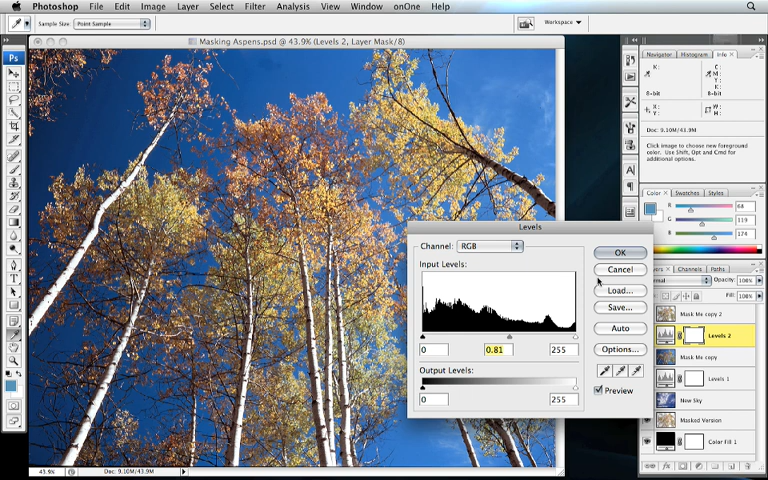 Photoshop File Edit Image Layer Select Filter Analysis View Window onOne Help
Sample Size: Point Sample Workspace
Masking Aspens.psd @ 43.9% (Levels 2, Layer Mask/8)
Ps
Navigator Histogram Info
K: C:
M:
Y:
K:
8-bit 8-bit
X: W:
Y: H:
Doc: 9.10M/43.9M
Click image to choose new foreground
color. Use Shift, Opt and Cmd for
additional options.
Color Swatches Styles
R 64
G 119
B 174
Levels
Channel: RGB
Input Levels:
0 0.81 255
Output Levels:
0 255
OK
Cancel
Load...
Save...
Auto
Options...
Preview
Channels Paths
Opacity: 100%
Fill: 100%
Mask Me copy 2
Levels 2
Mask Me copy
Levels 1
New Sky
Masked Version
Color Fill 1
43.9% Doc: 9.10M/43.9M